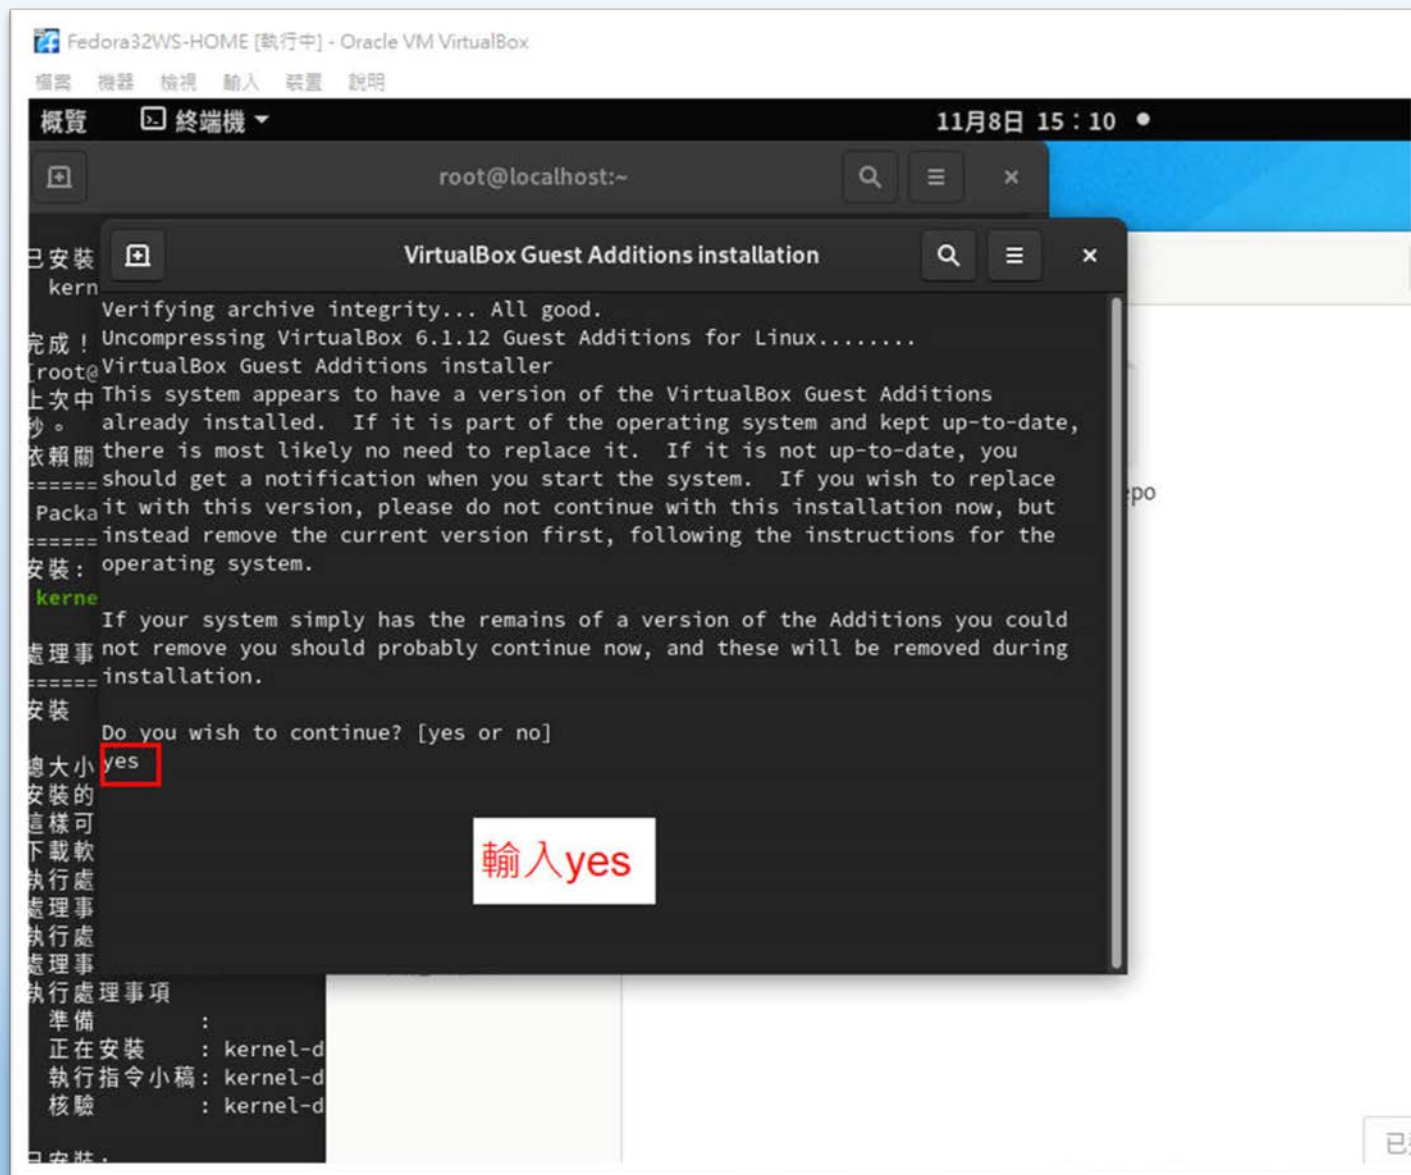 Fedora32WS-HOME [執行中] - Oracle VM VirtualBox
檔案 機器 檢視 輸入 裝置 說明
概覽 終端機 11月8日 15：10
root@localhost:~
已安裝
kern
完成！
[root@
上次中
秒。
依賴關
======
Packa
======
安裝:
kerne
處理事
======
安裝
總大小
安裝的
這樣可
下載軟
執行處
處理事
執行處
處理事
執行處理事項
準備 :
正在安裝 : kernel-d
執行指令小稿: kernel-d
核驗 : kernel-d
已安裝:
VirtualBox Guest Additions installation
Verifying archive integrity... All good.
Uncompressing VirtualBox 6.1.12 Guest Additions for Linux........
VirtualBox Guest Additions installer
This system appears to have a version of the VirtualBox Guest Additions
already installed.  If it is part of the operating system and kept up-to-date,
there is most likely no need to replace it.  If it is not up-to-date, you
should get a notification when you start the system.  If you wish to replace
it with this version, please do not continue with this installation now, but
instead remove the current version first, following the instructions for the
operating system.
If your system simply has the remains of a version of the Additions you could
not remove you should probably continue now, and these will be removed during
installation.
Do you wish to continue? [yes or no]
yes
輸入yes
epo